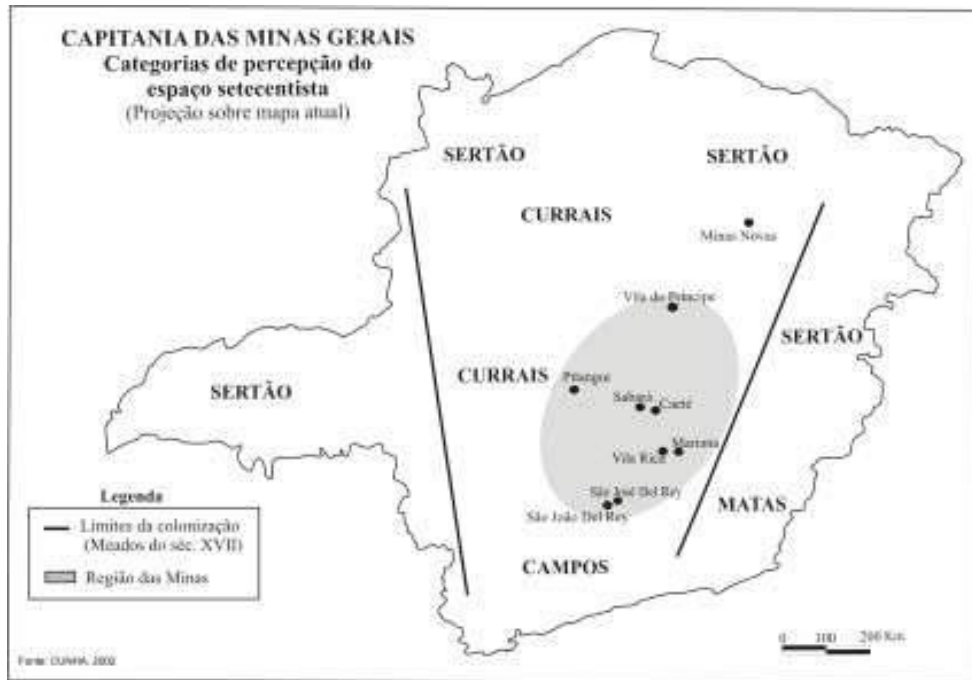 CAPITANIA DAS MINAS GERAIS
Categorias de percepção do
espaço setecentista
(Projeção sobre mapa atual)
SERTÃO
SERTÃO
CURRAIS
Minas Novas
Vila do Príncipe
SERTÃO
CURRAIS
Pitangui
SERTÃO
Sabará
Caeté
Mariana
Vila Rica
São José Del Rey
MATAS
São João Del Rey
CAMPOS
Legenda
Limites da colonização
(Meados do séc. XVII)
Região das Minas
0 100 200 Km
Fonte: CUNHA, 2002